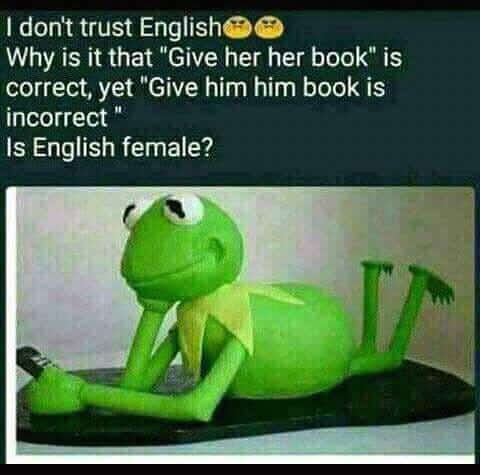 I don't trust English😠😠
Why is it that "Give her her book" is
correct, yet "Give him him book is
incorrect "
Is English female?